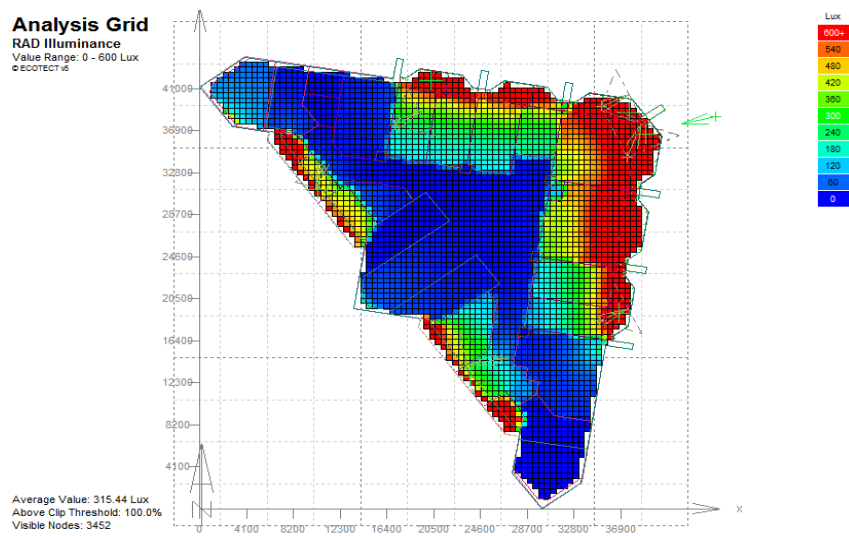 Analysis Grid
RAD Illuminance
Value Range: 0 - 600 Lux
© ECOTECT v5
Lux
600+
540
480
420
360
300
240
180
120
60
0
41000
36900
32800
28700
24600
20500
16400
12300
8200
4100
0 4100 8200 12300 16400 20500 24600 28700 32800 36900
X
Average Value: 315.44 Lux
Above Clip Threshold: 100.0%
Visible Nodes: 3452